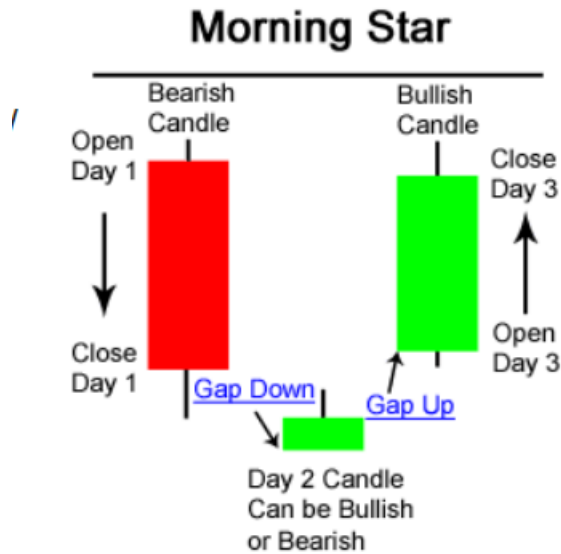 Morning Star
Bearish
Candle
Bullish
Candle
Open
Day 1
Close
Day 3
Close
Day 1
Open
Day 3
Gap Down
Gap Up
Day 2 Candle
Can be Bullish
or Bearish